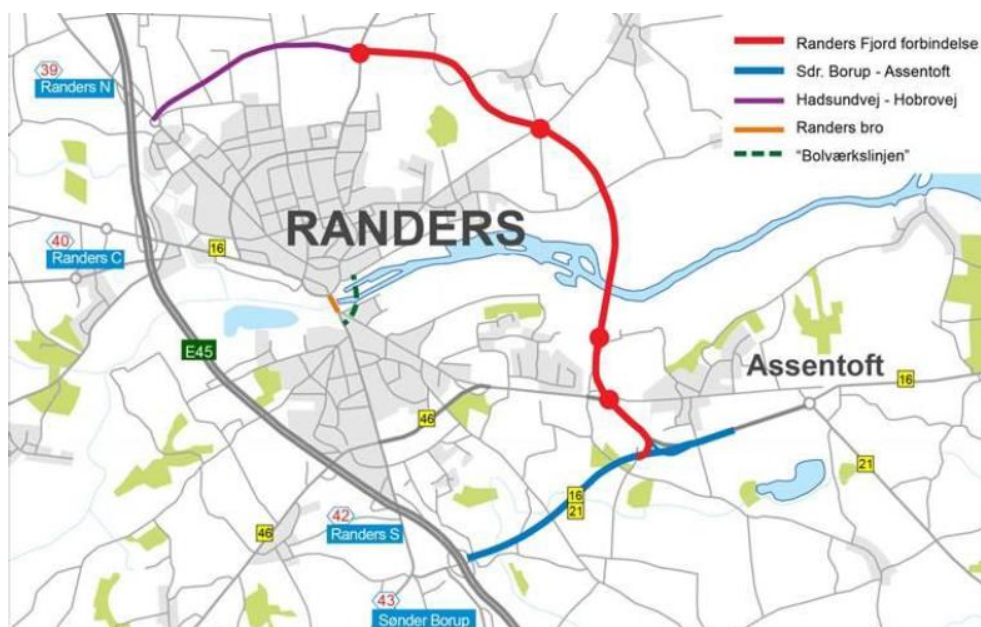 Randers Fjord forbindelse
Sdr. Borup - Assentoft
Hadsundvej - Hobrovej
Randers bro
"Bolværkslinjen"
39
Randers N
RANDERS
40
Randers C
16
E45
Assentoft
16
46
16
21
21
42
Randers S
46
43
Sønder Borup